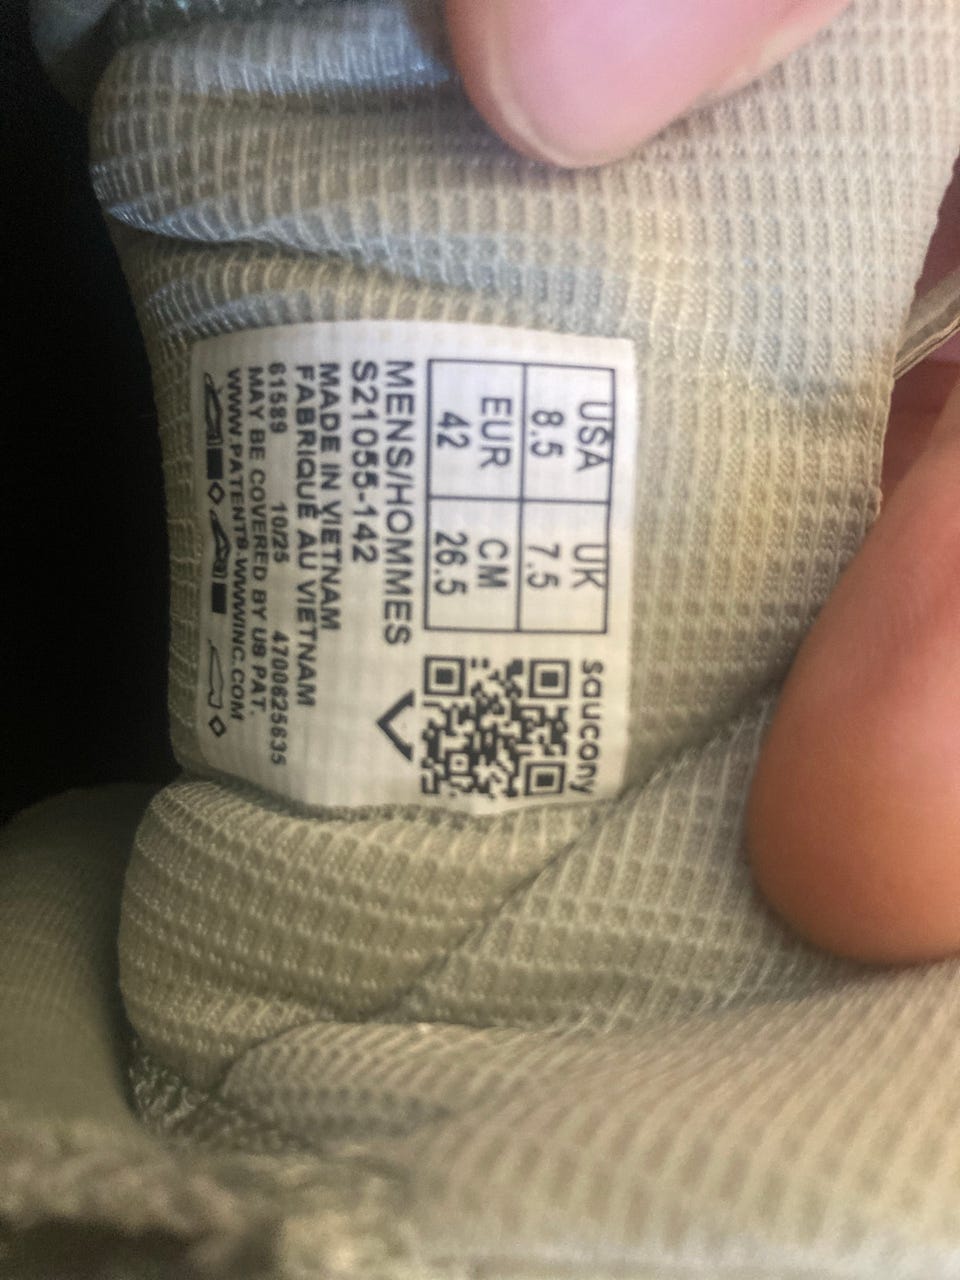 USA UK
8.5 7.5
EUR CM
42 26.5
saucony
MENS/HOMMES
S21055-142
MADE IN VIETNAM
FABRIQUÉ AU VIETNAM
61589 10/25 4700625635
MAY BE COVERED BY US PAT.
WWW.PATENTS.WWWINC.COM